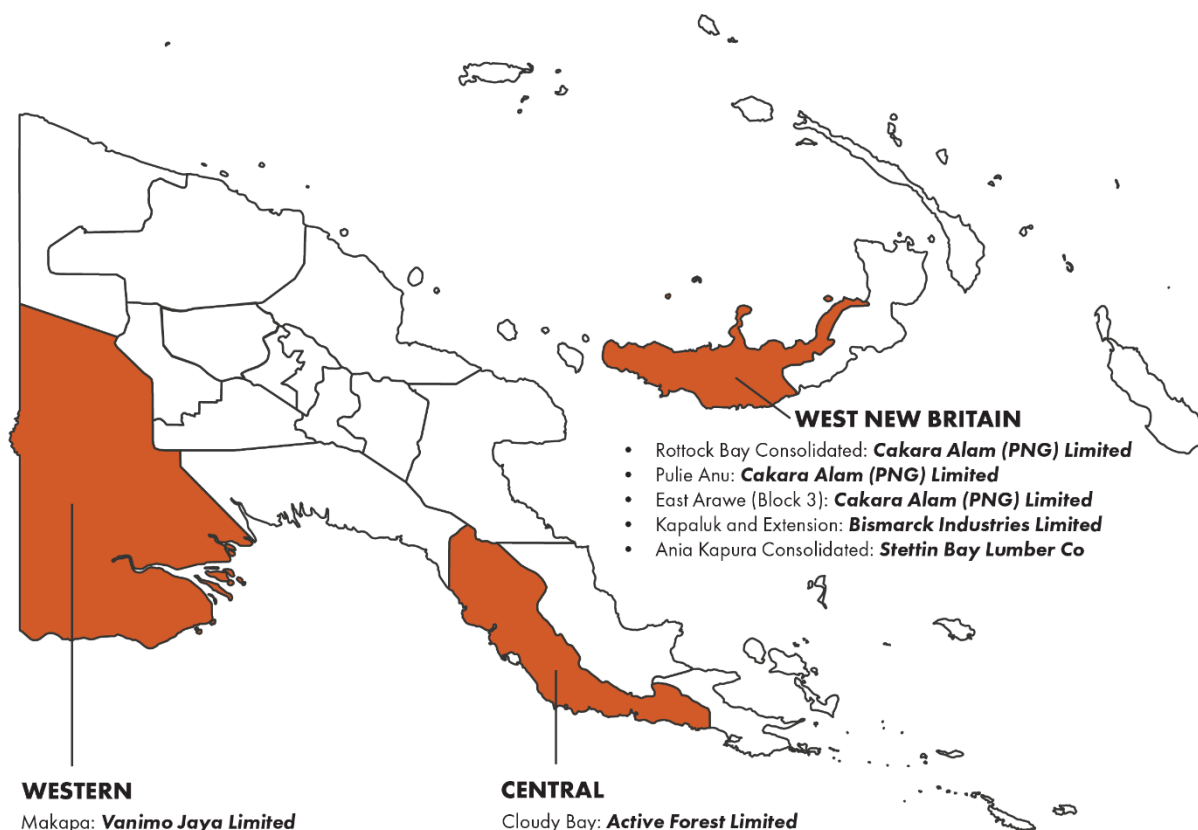 WEST NEW BRITAIN
• Rottock Bay Consolidated: Cakara Alam (PNG) Limited
• Pulie Anu: Cakara Alam (PNG) Limited
• East Arawe (Block 3): Cakara Alam (PNG) Limited
• Kapaluk and Extension: Bismarck Industries Limited
• Ania Kapura Consolidated: Stettin Bay Lumber Co
WESTERN
Makapa: Vanimo Jaya Limited
CENTRAL
Cloudy Bay: Active Forest Limited